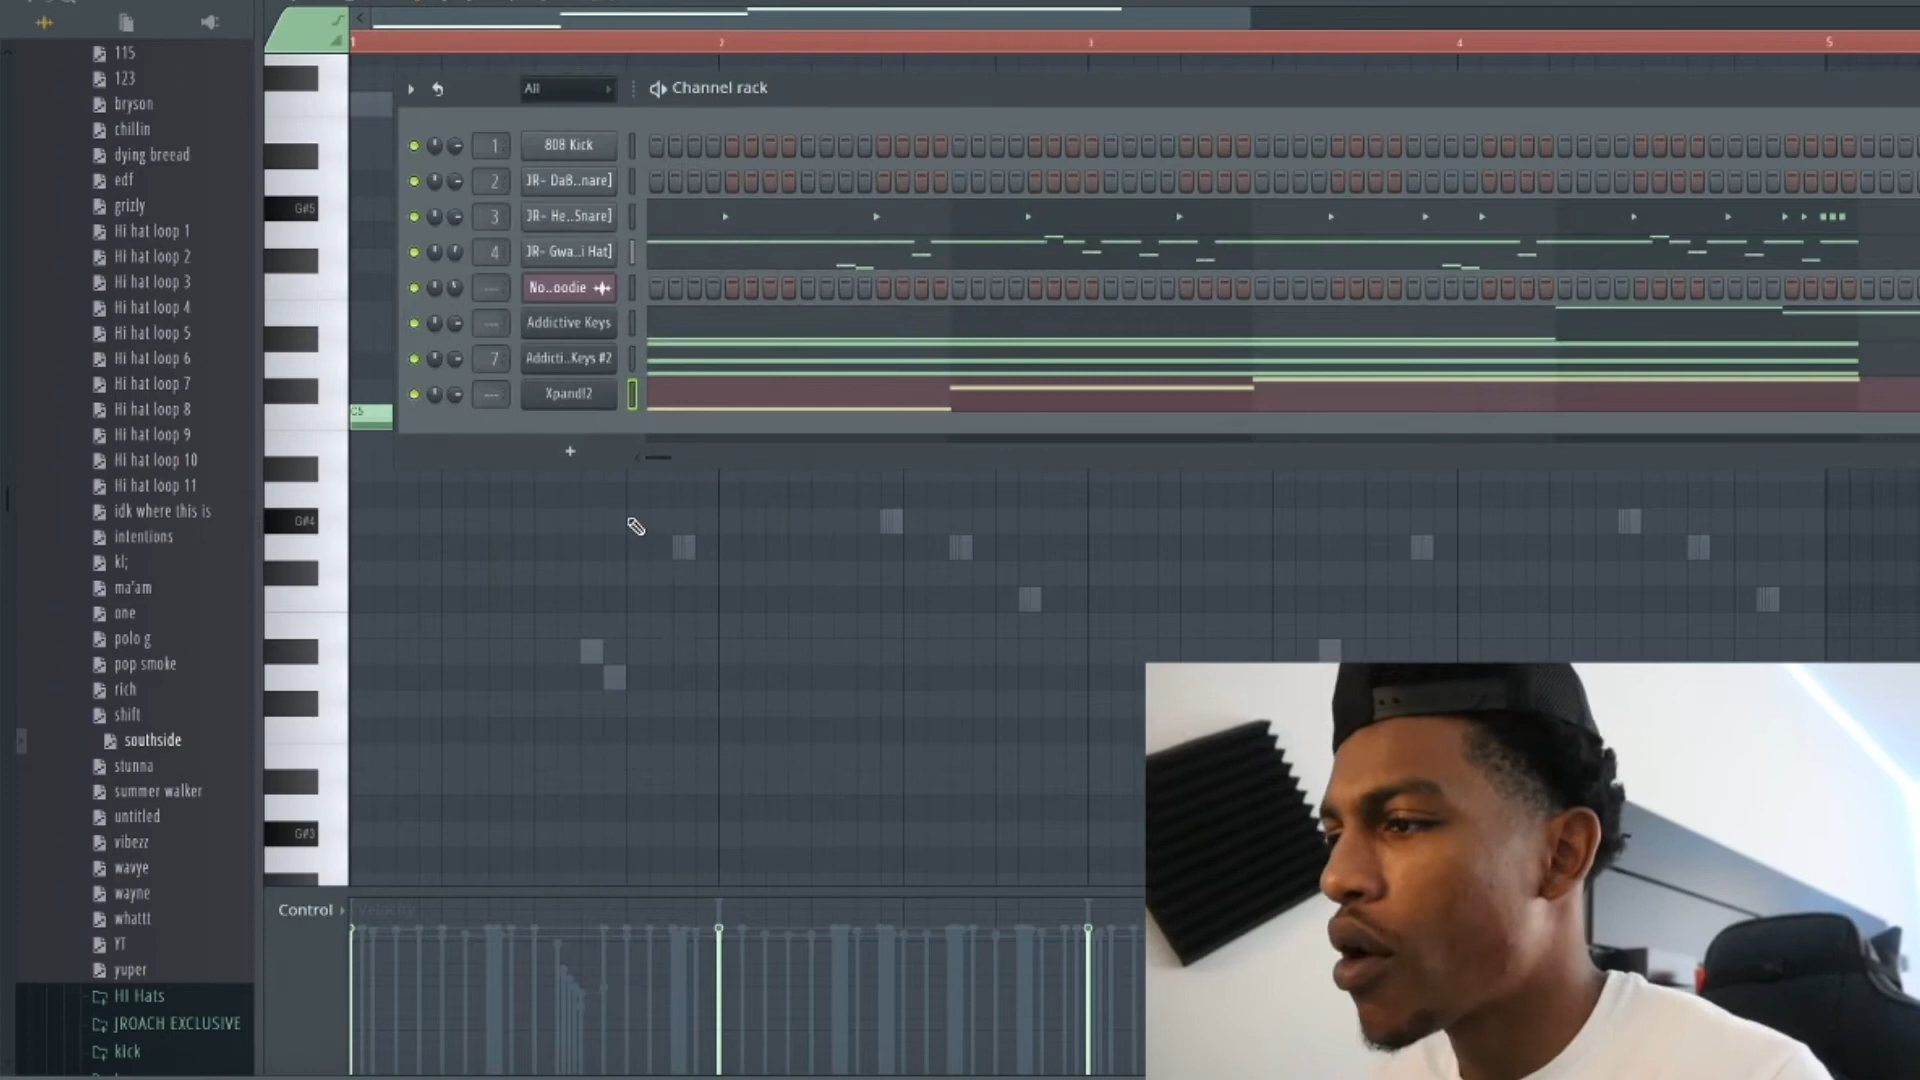 115
123
bryson
chillin
dying breead
edf
grizly
Hi hat loop 1
Hi hat loop 2
Hi hat loop 3
Hi hat loop 4
Hi hat loop 5
Hi hat loop 6
Hi hat loop 7
Hi hat loop 8
Hi hat loop 9
Hi hat loop 10
Hi hat loop 11
idk where this is
intentions
kl;
ma'am
one
polo g
pop smoke
rich
shift
southside
stunna
summer walker
untitled
vibezz
wavye
wayne
whattt
YT
yuper
HI Hats
JROACH EXCLUSIVE
kick
1 2 3 4 5
All Channel rack
1 808 Kick
2 JR- DaB..nare]
3 JR- He..Snare]
4 JR- Gwa..i Hat]
--- No..oodie
--- Addictive Keys
7 Addicti..Keys #2
--- Xpand!2
+
G#5
C5
G#4
G#3
Control Velocity